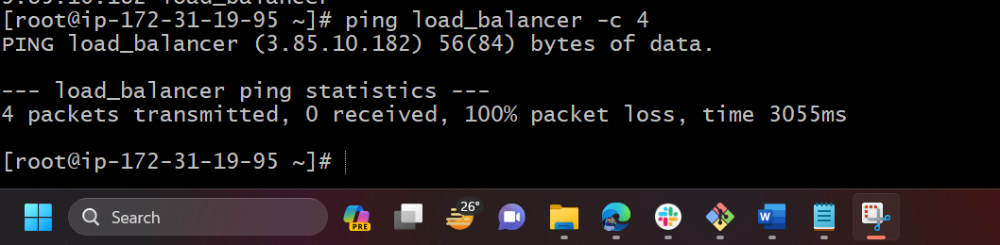 [root@ip-172-31-19-95 ~]# ping load_balancer -c 4
PING load_balancer (3.85.10.182) 56(84) bytes of data.
--- load_balancer ping statistics ---
4 packets transmitted, 0 received, 100% packet loss, time 3055ms
[root@ip-172-31-19-95 ~]#
Search
PRE
26°
W